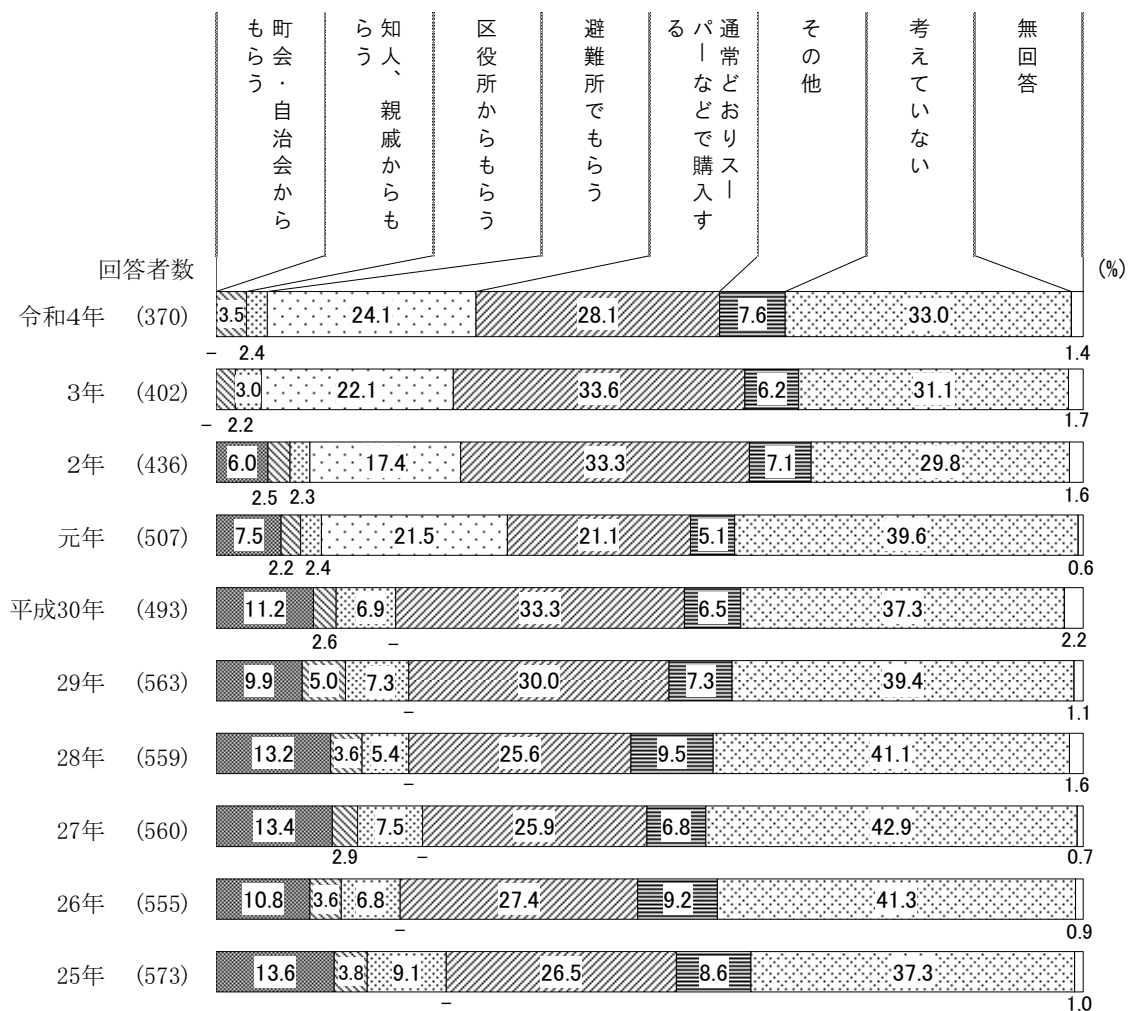 町会・自治会から
もらう
知人、親戚からも
らう
区役所からもらう
避難所でもらう
通常どおりスー
パーなどで購入す
る
その他
考えていない
無回答
回答者数
(%)
令和4年 (370) 3.5 24.1 28.1 7.6 33.0
− 2.4 1.4
3年 (402) 3.0 22.1 33.6 6.2 31.1
− 2.2 1.7
2年 (436) 6.0 17.4 33.3 7.1 29.8
2.5 2.3 1.6
元年 (507) 7.5 21.5 21.1 5.1 39.6
2.2 2.4 0.6
平成30年 (493) 11.2 6.9 33.3 6.5 37.3
2.6 − 2.2
29年 (563) 9.9 5.0 7.3 30.0 7.3 39.4
− 1.1
28年 (559) 13.2 3.6 5.4 25.6 9.5 41.1
− 1.6
27年 (560) 13.4 7.5 25.9 6.8 42.9
2.9 − 0.7
26年 (555) 10.8 3.6 6.8 27.4 9.2 41.3
− 0.9
25年 (573) 13.6 3.8 9.1 26.5 8.6 37.3
− 1.0